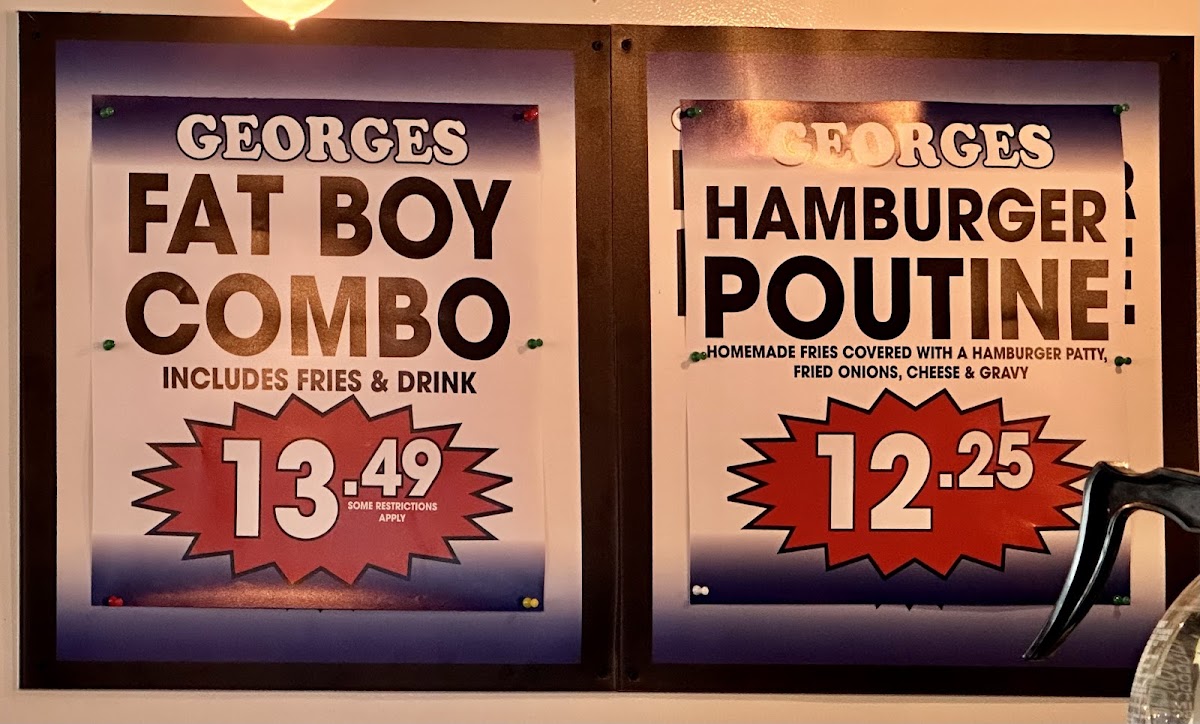 GEORGES
FAT BOY
COMBO
INCLUDES FRIES & DRINK
13.49
SOME RESTRICTIONS
APPLY
GEORGES
HAMBURGER
POUTINE
HOMEMADE FRIES COVERED WITH A HAMBURGER PATTY,
FRIED ONIONS, CHEESE & GRAVY
12.25